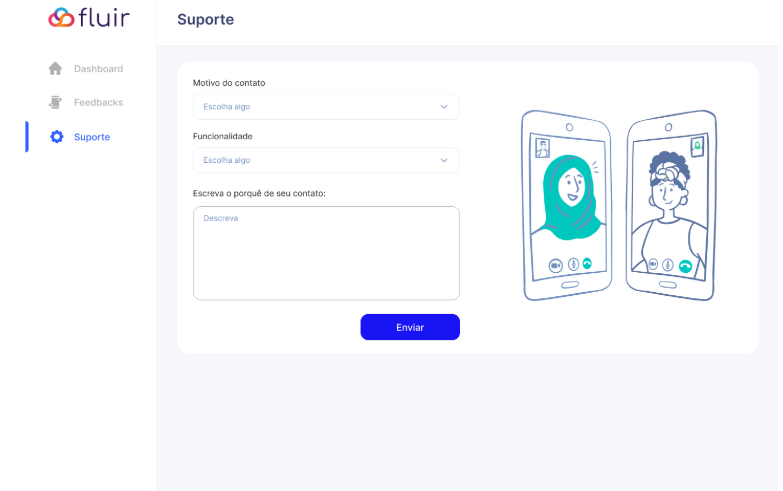 fluir
Suporte
Dashboard
Feedbacks
Suporte
Motivo do contato
Escolha algo
Funcionalidade
Escolha algo
Escreva o porquê de seu contato:
Descreva
Enviar